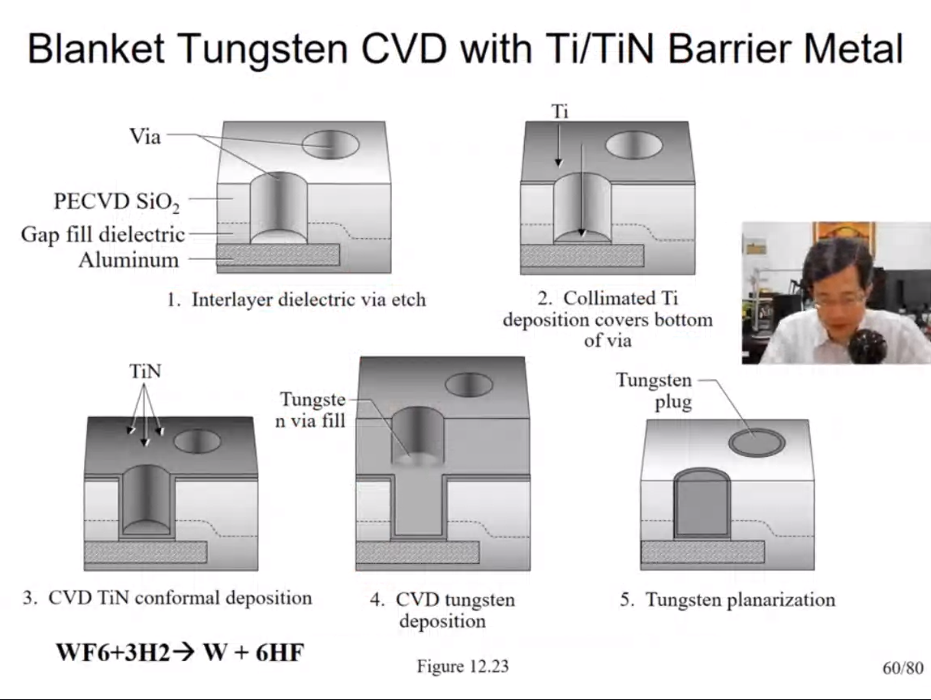 Blanket Tungsten CVD with Ti/TiN Barrier Metal
Via
PECVD SiO₂
Gap fill dielectric
Aluminum
1. Interlayer dielectric via etch
Ti
2. Collimated Ti
deposition covers bottom
of via
TiN
3. CVD TiN conformal deposition
Tungste
n via fill
4. CVD tungsten
deposition
Tungsten
plug
5. Tungsten planarization
WF6+3H2→ W + 6HF
Figure 12.23
60/80